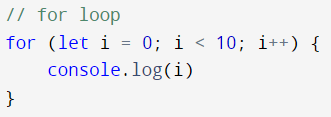 // for loop
for (let i = 0; i < 10; i++) {
    console.log(i)
}